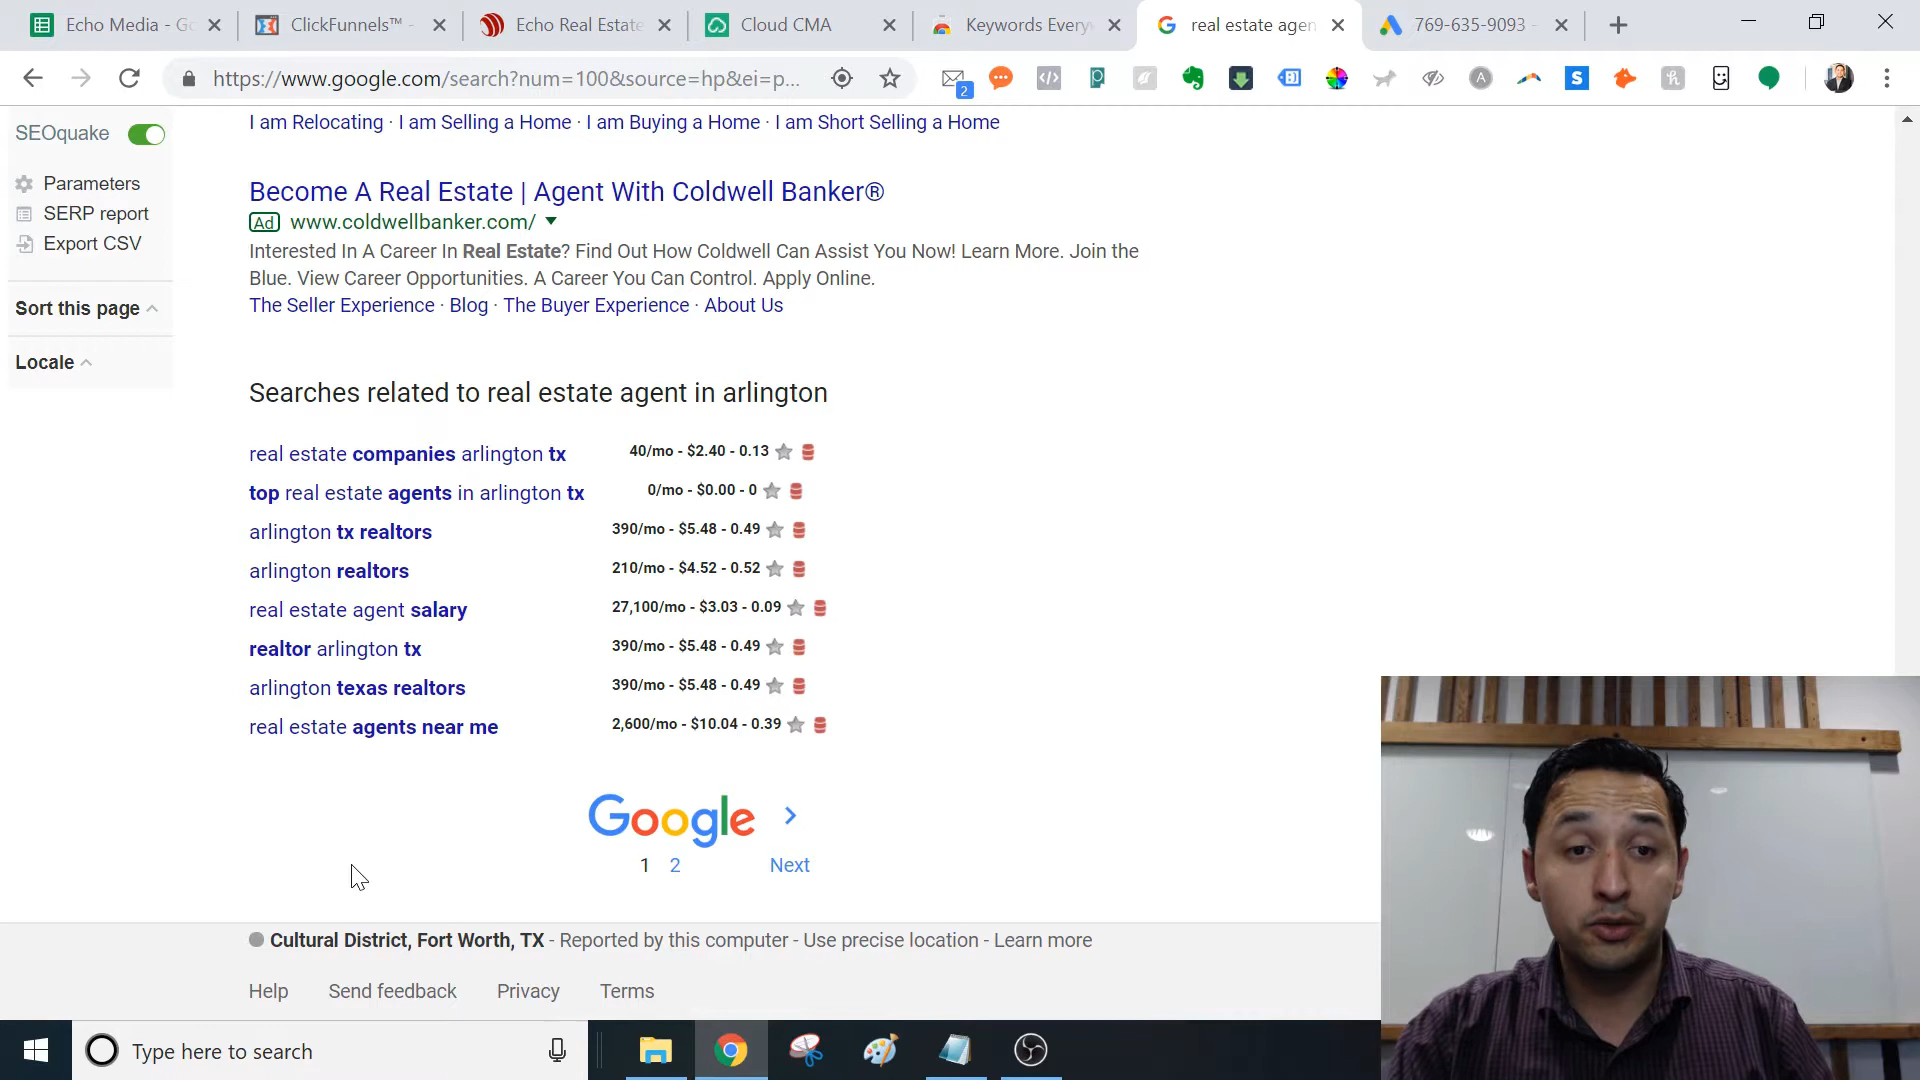 Echo Media - Go
ClickFunnels™ -
Echo Real Estate
Cloud CMA
Keywords Every
real estate agen
769-635-9093 -
https://www.google.com/search?num=100&source=hp&ei=p...
2
SEOquake
Parameters
SERP report
Export CSV
Sort this page
Locale
I am Relocating · I am Selling a Home · I am Buying a Home · I am Short Selling a Home
Become A Real Estate | Agent With Coldwell Banker®
Ad www.coldwellbanker.com/
Interested In A Career In Real Estate? Find Out How Coldwell Can Assist You Now! Learn More. Join the
Blue. View Career Opportunities. A Career You Can Control. Apply Online.
The Seller Experience · Blog · The Buyer Experience · About Us
Searches related to real estate agent in arlington
real estate companies arlington tx 40/mo - $2.40 - 0.13
top real estate agents in arlington tx 0/mo - $0.00 - 0
arlington tx realtors 390/mo - $5.48 - 0.49
arlington realtors 210/mo - $4.52 - 0.52
real estate agent salary 27,100/mo - $3.03 - 0.09
realtor arlington tx 390/mo - $5.48 - 0.49
arlington texas realtors 390/mo - $5.48 - 0.49
real estate agents near me 2,600/mo - $10.04 - 0.39
Google
1 2 Next
Cultural District, Fort Worth, TX - Reported by this computer - Use precise location - Learn more
Help Send feedback Privacy Terms
Type here to search